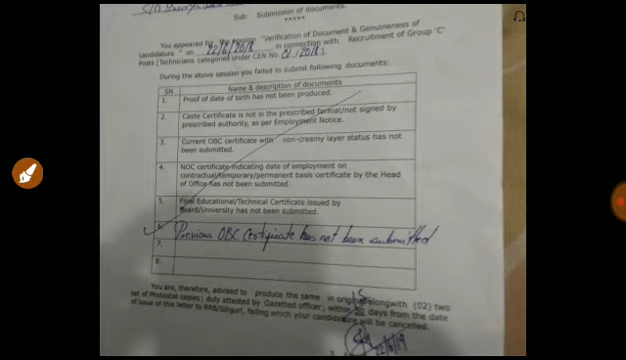 Sub: Submission of documents.
*****
You appeared for the session "Verification of Document & Genuineness of
candidature " on 22/6/2018 in connection with Recruitment of Group 'C'
Posts (Technicians categories under CEN No. 01/2018).
During the above session you failed to submit following documents:
SN Name & description of documents
1. Proof of date of birth has not been produced.
2. Caste Certificate is not in the prescribed format/not signed by
prescribed authority, as per Employment Notice.
3. Current OBC certificate with non-creamy layer status has not
been submitted.
4. NOC certificate indicating date of employment on
contractual/temporary/permanent basis certificate by the Head
of Office has not been submitted.
5. Final Educational/Technical Certificate issued by
Board/University has not been submitted.
6. Previous OBC Certificate has not been submitted
7.
8.
You are, therefore, advised to produce the same in original alongwith (02) two
set of Photostat copies; duly attested by Gazetted officer; within days from the date
of issue of this letter to RRB/Siliguri, failing which your candidature will be cancelled.
22/6/19